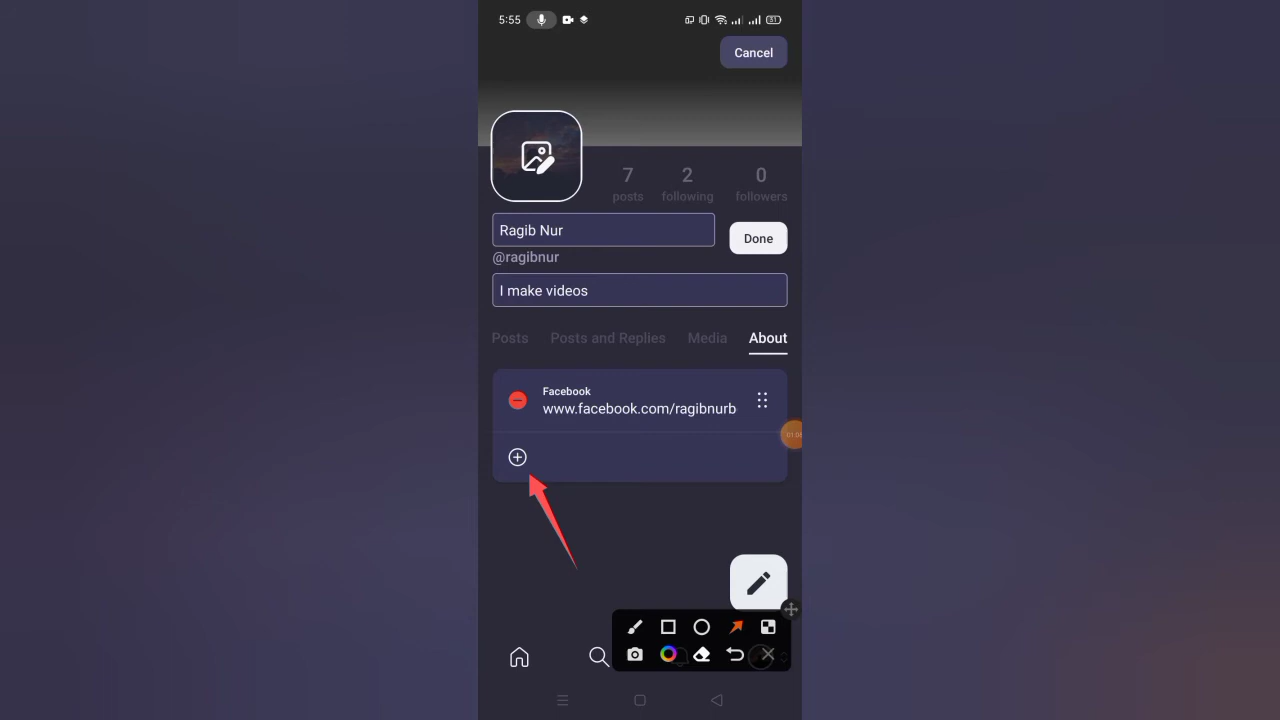 5:55
31
Cancel
7
2
0
posts
following
followers
Ragib Nur
Done
@ragibnur
I make videos
Posts
Posts and Replies
Media
About
Facebook
www.facebook.com/ragibnurb